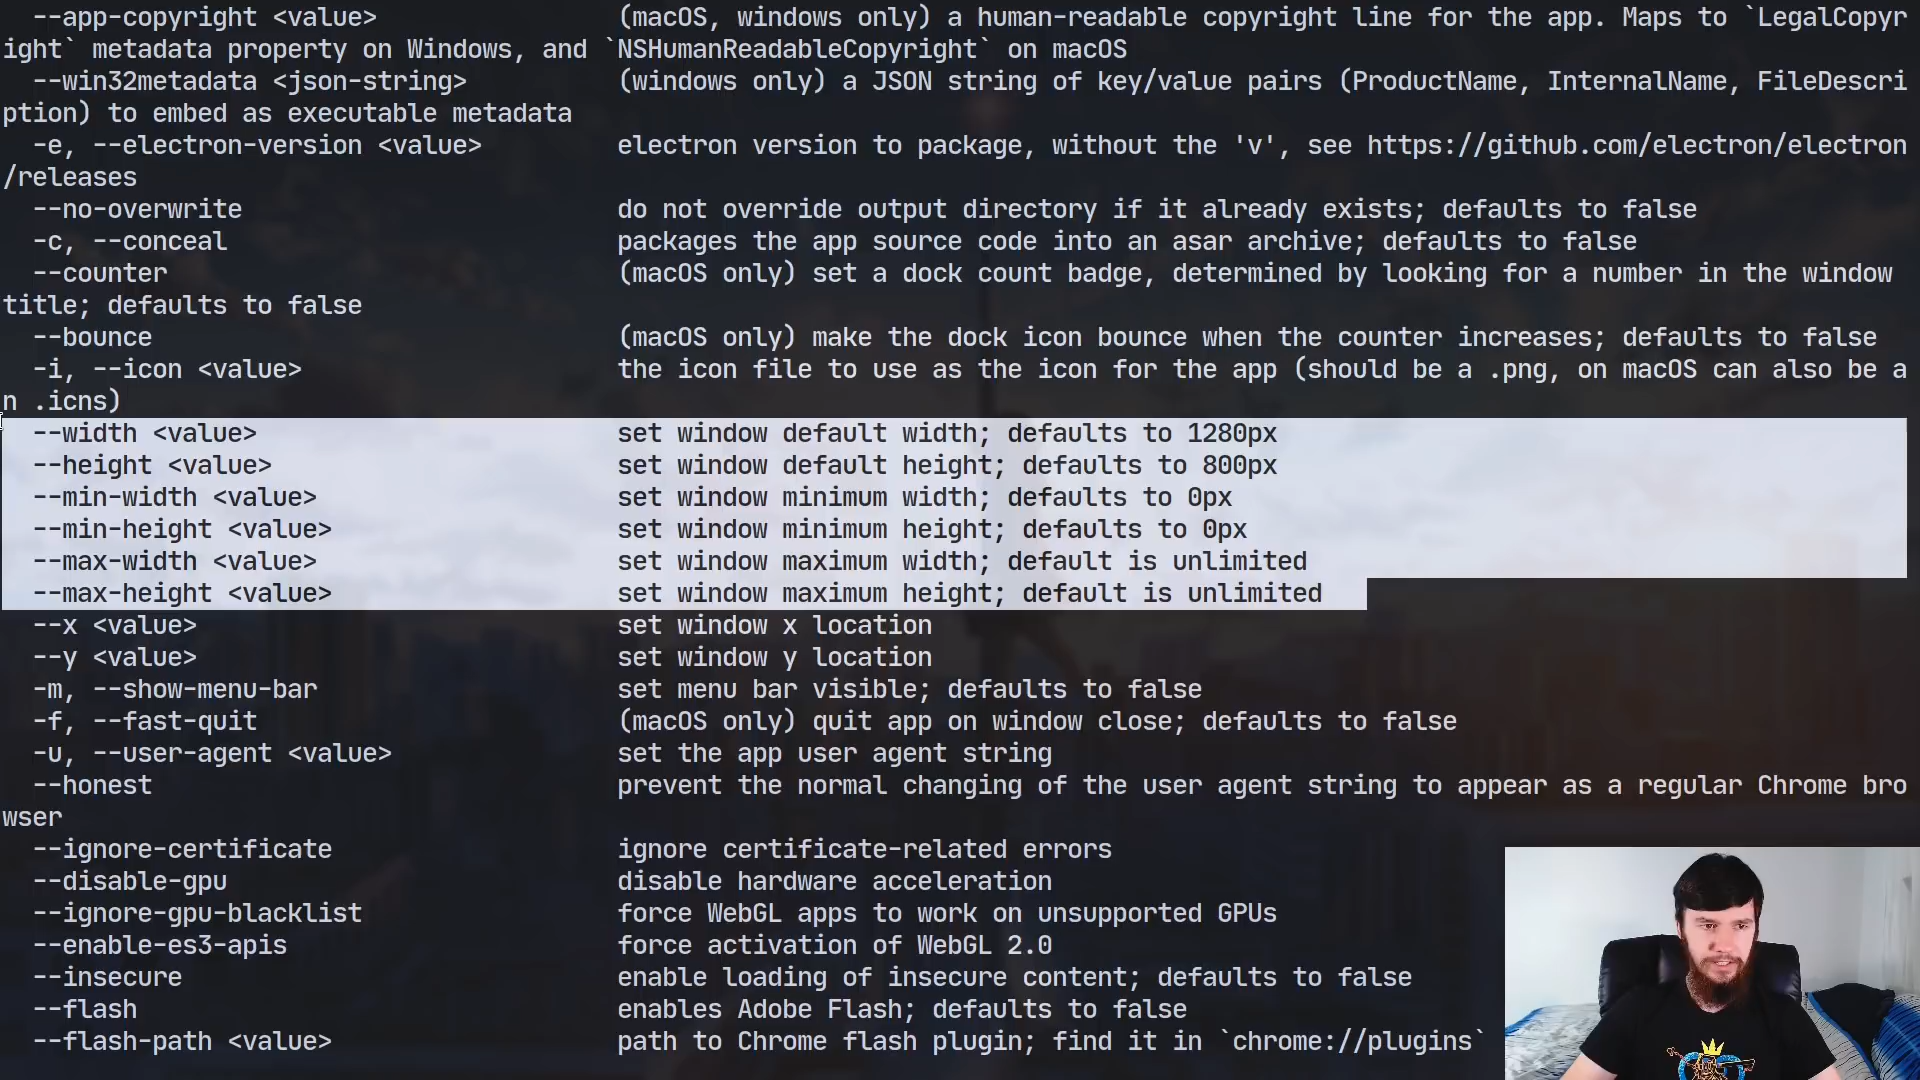 --app-copyright <value> (macOS, windows only) a human-readable copyright line for the app. Maps to `LegalCopyr
ight` metadata property on Windows, and `NSHumanReadableCopyright` on macOS
--win32metadata <json-string> (windows only) a JSON string of key/value pairs (ProductName, InternalName, FileDescri
ption) to embed as executable metadata
-e, --electron-version <value> electron version to package, without the 'v', see https://github.com/electron/electron
/releases
--no-overwrite do not override output directory if it already exists; defaults to false
-c, --conceal packages the app source code into an asar archive; defaults to false
--counter (macOS only) set a dock count badge, determined by looking for a number in the window
title; defaults to false
--bounce (macOS only) make the dock icon bounce when the counter increases; defaults to false
-i, --icon <value> the icon file to use as the icon for the app (should be a .png, on macOS can also be a
n .icns)
--width <value> set window default width; defaults to 1280px
--height <value> set window default height; defaults to 800px
--min-width <value> set window minimum width; defaults to 0px
--min-height <value> set window minimum height; defaults to 0px
--max-width <value> set window maximum width; default is unlimited
--max-height <value> set window maximum height; default is unlimited
--x <value> set window x location
--y <value> set window y location
-m, --show-menu-bar set menu bar visible; defaults to false
-f, --fast-quit (macOS only) quit app on window close; defaults to false
-u, --user-agent <value> set the app user agent string
--honest prevent the normal changing of the user agent string to appear as a regular Chrome bro
wser
--ignore-certificate ignore certificate-related errors
--disable-gpu disable hardware acceleration
--ignore-gpu-blacklist force WebGL apps to work on unsupported GPUs
--enable-es3-apis force activation of WebGL 2.0
--insecure enable loading of insecure content; defaults to false
--flash enables Adobe Flash; defaults to false
--flash-path <value> path to Chrome flash plugin; find it in `chrome://plugins`